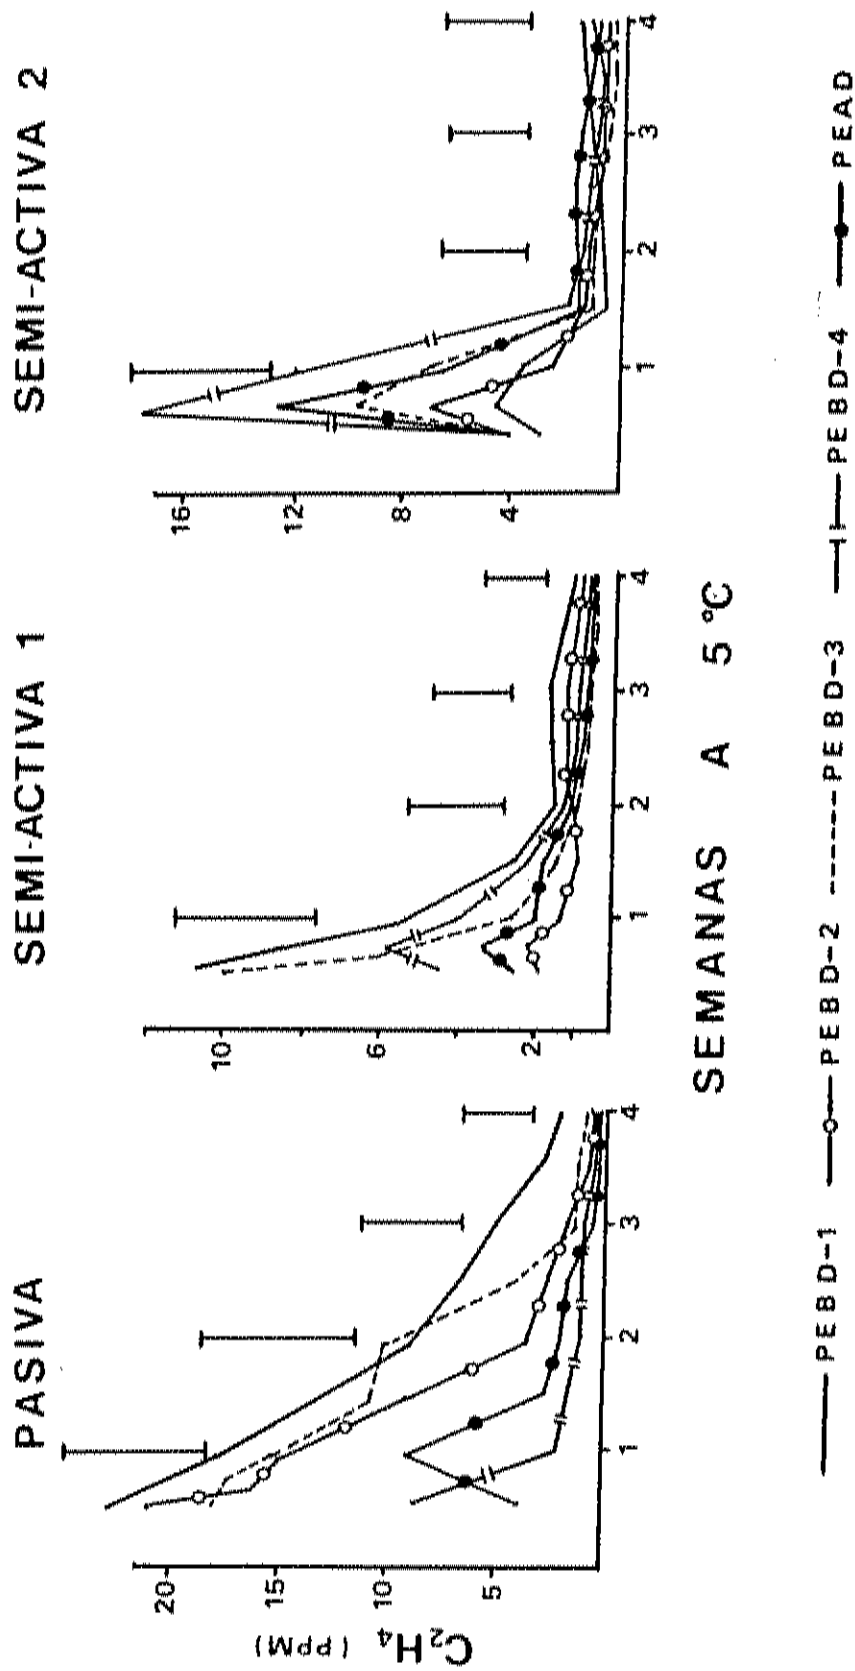 PASIVA SEMI-ACTIVA 1 SEMI-ACTIVA 2
C₂H₄ (PPM)
20 15 10 5
1 2 3 4
10 6 2
1 2 3 4
16 12 8 4
1 2 3 4
SEMANAS A 5 °C
PEBD-1 PEBD-2 PEBD-3 PEBD-4 PEAD